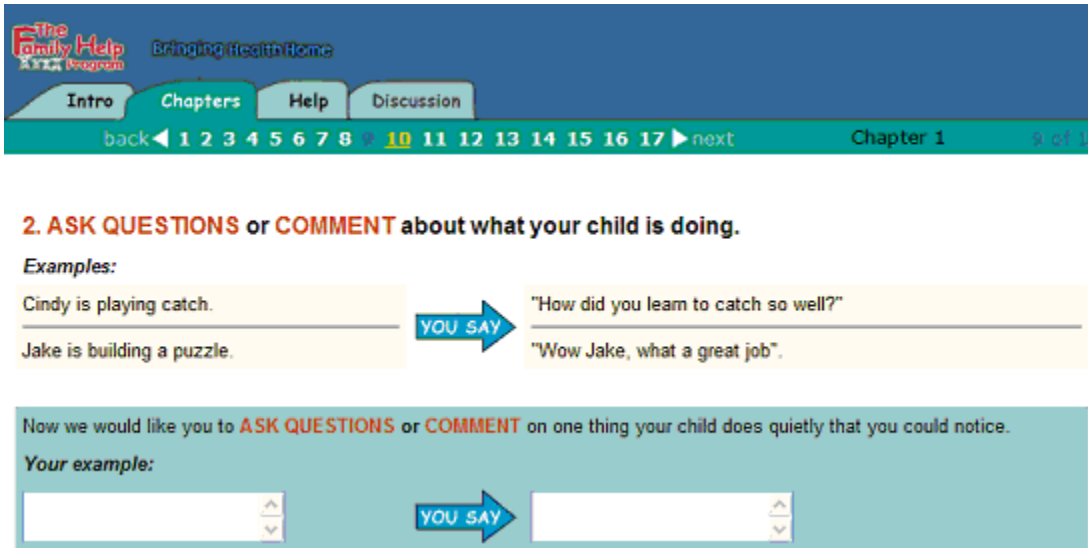 The
Family Help
Program
Bringing Health Home
Intro Chapters Help Discussion
back 1 2 3 4 5 6 7 8 9 10 11 12 13 14 15 16 17 next Chapter 1 9 of
2. ASK QUESTIONS or COMMENT about what your child is doing.
Examples:
Cindy is playing catch. "How did you learn to catch so well?"
YOU SAY
Jake is building a puzzle. "Wow Jake, what a great job".
Now we would like you to ASK QUESTIONS or COMMENT on one thing your child does quietly that you could notice.
Your example:
YOU SAY